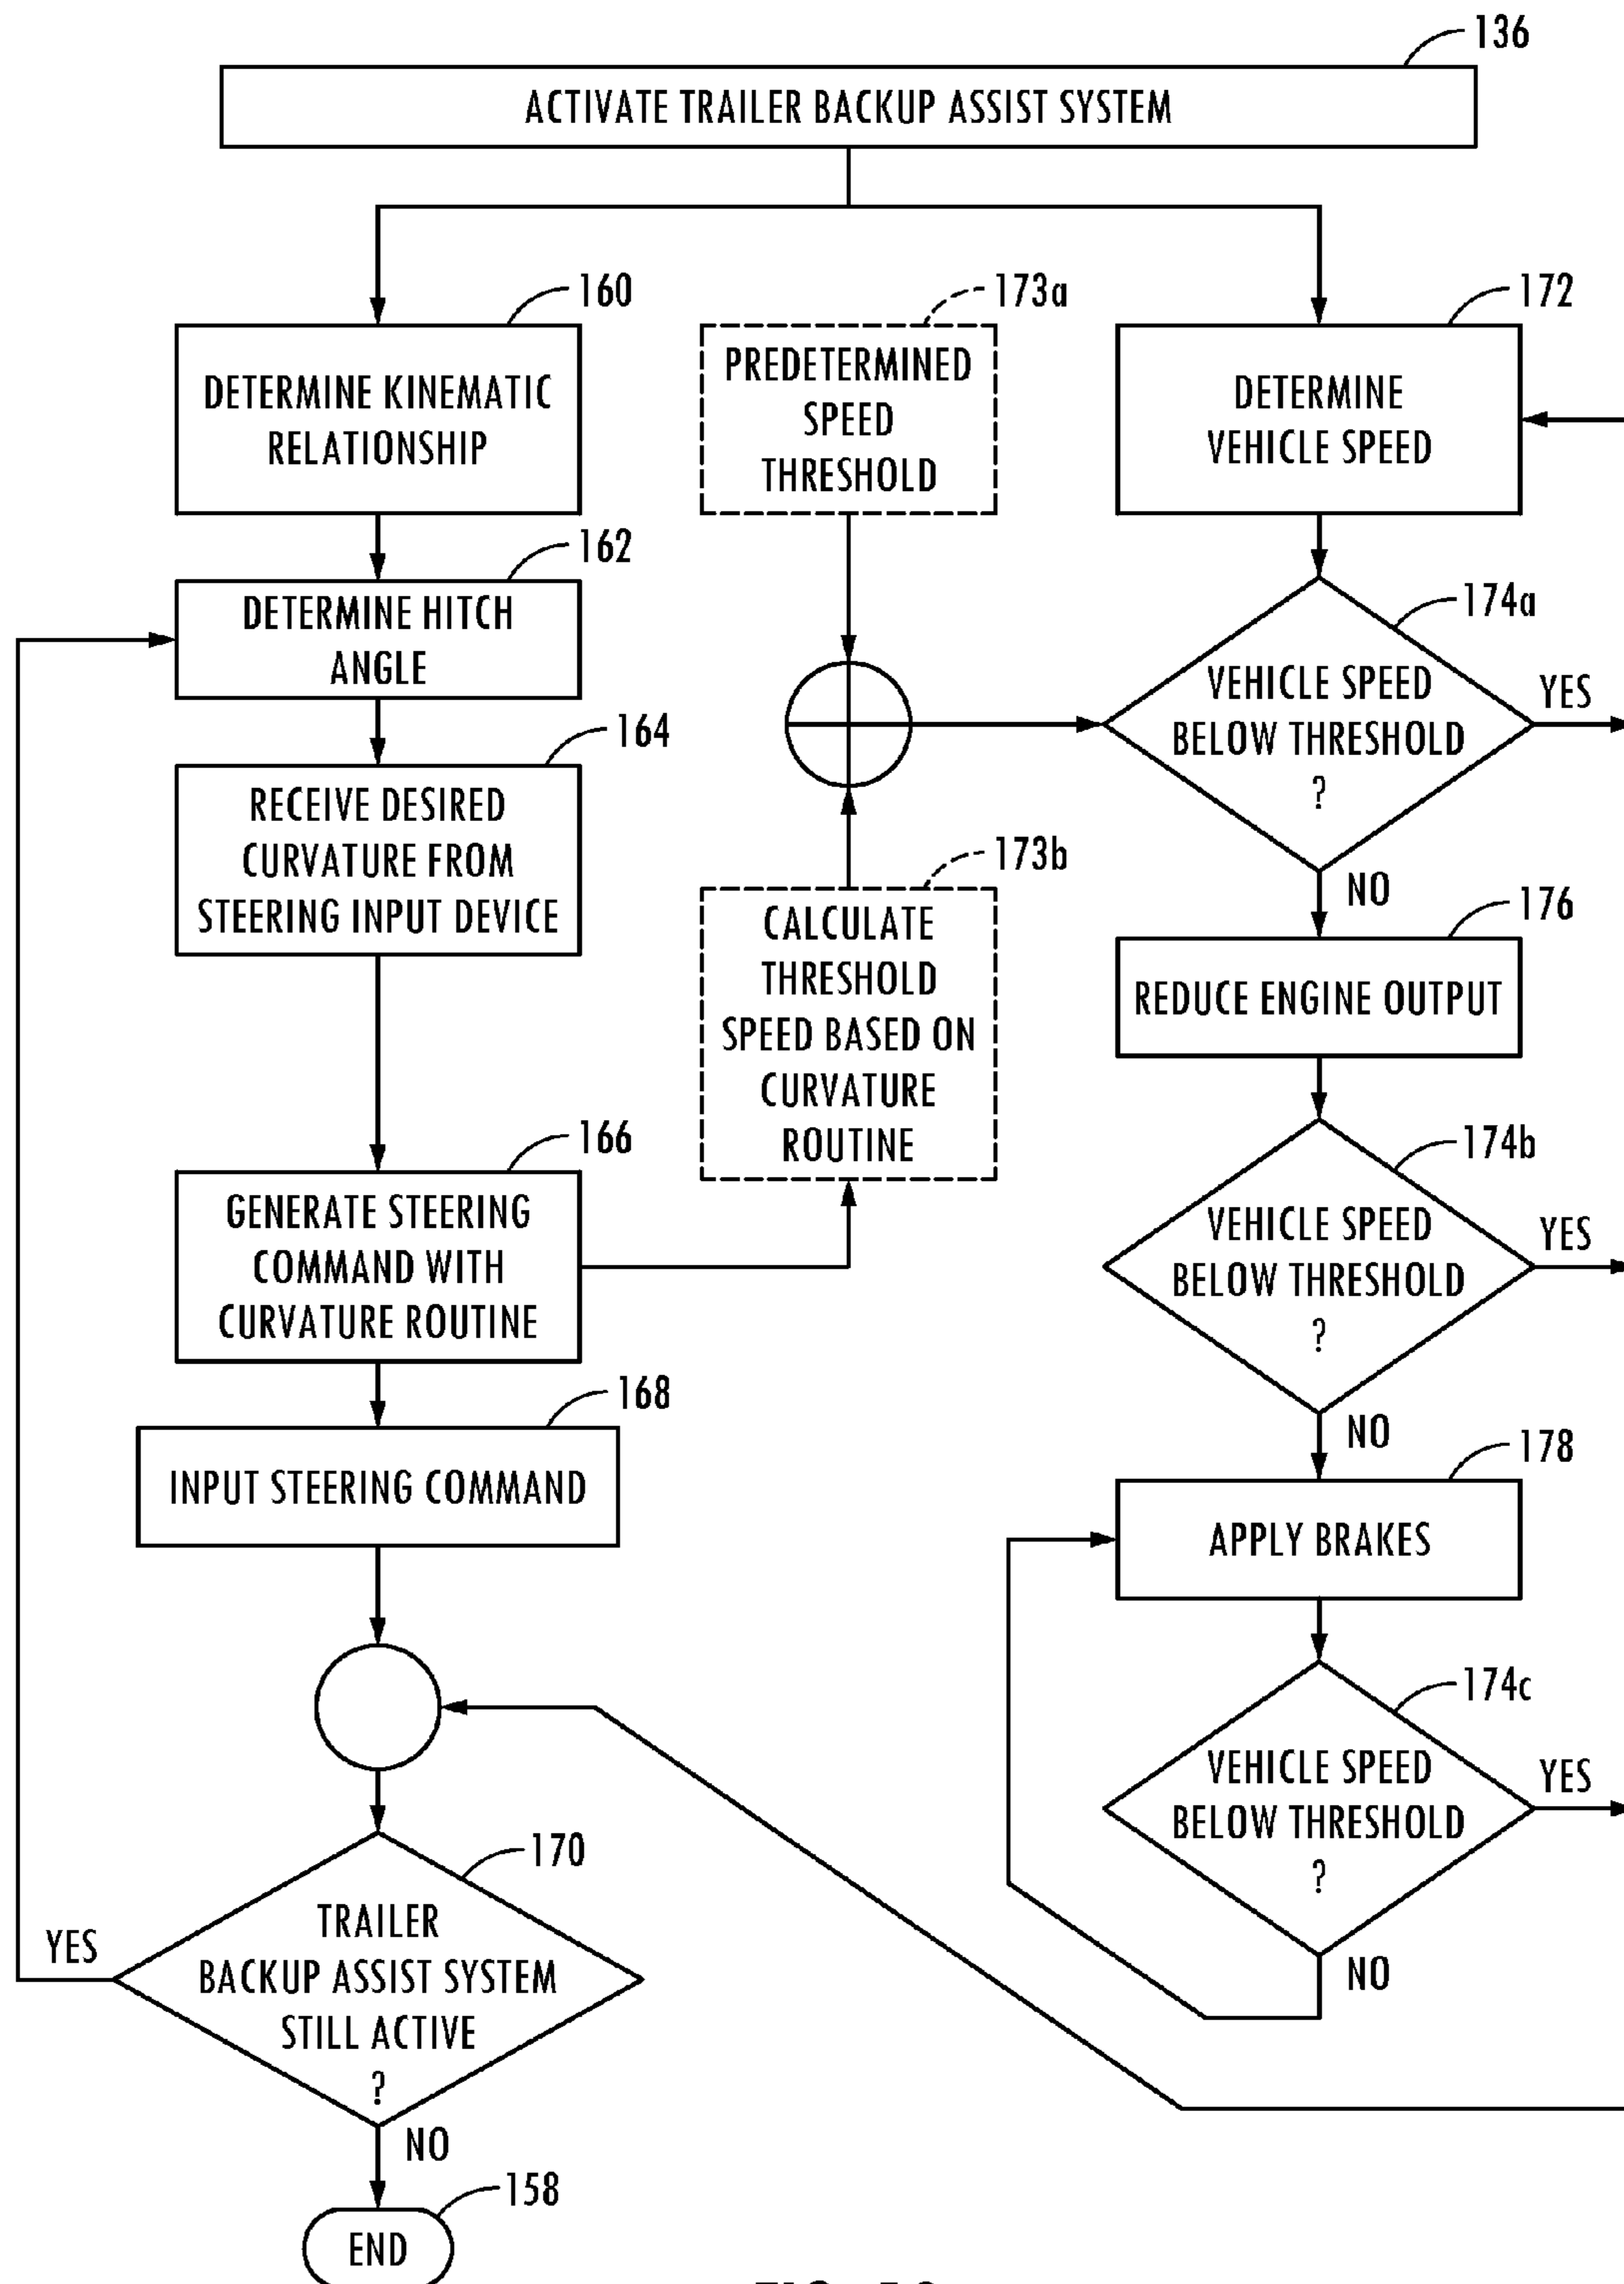 136
ACTIVATE TRAILER BACKUP ASSIST SYSTEM
160
DETERMINE KINEMATIC
RELATIONSHIP
173a
PREDETERMINED
SPEED
THRESHOLD
172
DETERMINE
VEHICLE SPEED
162
DETERMINE HITCH
ANGLE
174a
VEHICLE SPEED
BELOW THRESHOLD
?
YES
NO
164
RECEIVE DESIRED
CURVATURE FROM
STEERING INPUT DEVICE
173b
CALCULATE
THRESHOLD
SPEED BASED ON
CURVATURE
ROUTINE
176
REDUCE ENGINE OUTPUT
166
GENERATE STEERING
COMMAND WITH
CURVATURE ROUTINE
174b
VEHICLE SPEED
BELOW THRESHOLD
?
YES
NO
168
INPUT STEERING COMMAND
178
APPLY BRAKES
174c
VEHICLE SPEED
BELOW THRESHOLD
?
YES
NO
170
TRAILER
BACKUP ASSIST SYSTEM
STILL ACTIVE
?
YES
NO
158
END